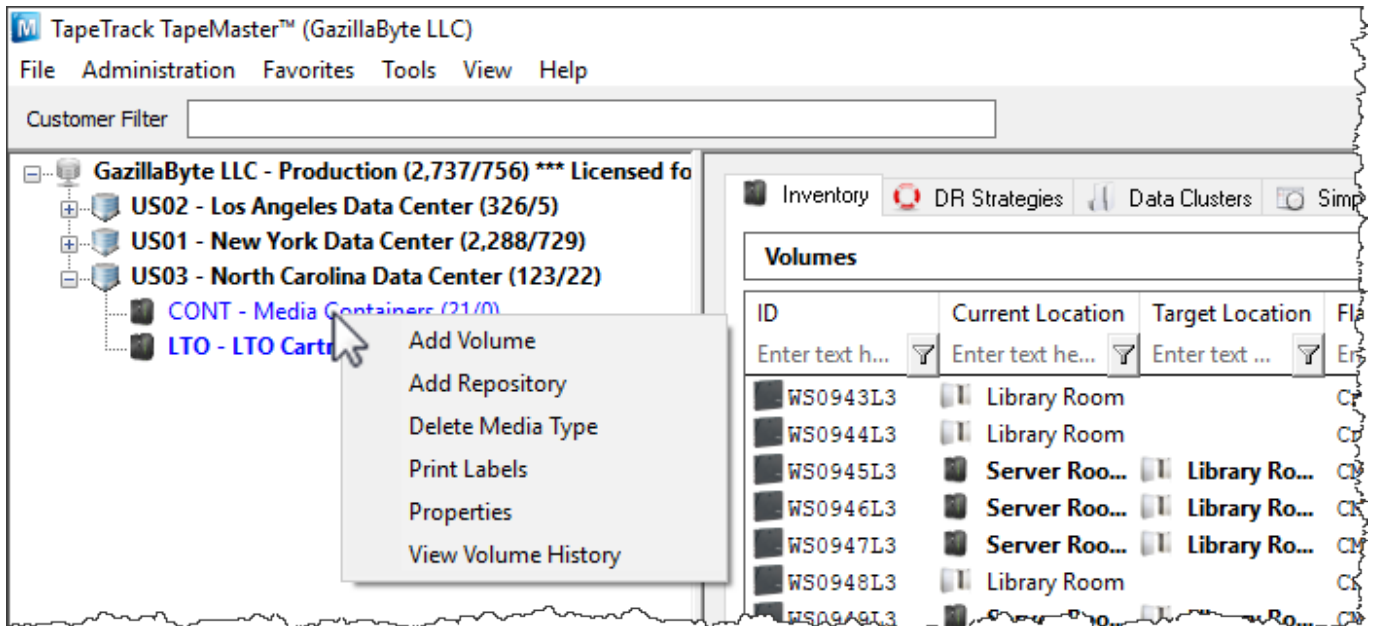 TapeTrack TapeMaster™ (GazillaByte LLC)
File Administration Favorites Tools View Help
Customer Filter
GazillaByte LLC - Production (2,737/756) *** Licensed fo
US02 - Los Angeles Data Center (326/5)
US01 - New York Data Center (2,288/729)
US03 - North Carolina Data Center (123/22)
CONT - Media Containers (21/0)
LTO - LTO Cartr
Add Volume
Add Repository
Delete Media Type
Print Labels
Properties
View Volume History
Inventory DR Strategies Data Clusters Simp
Volumes
ID Current Location Target Location Fla
Enter text h... Enter text he... Enter text ... En
WS0943L3 Library Room
WS0944L3 Library Room
WS0945L3 Server Roo... Library Ro... CM
WS0946L3 Server Roo... Library Ro...
WS0947L3 Server Roo... Library Ro... CM
WS0948L3 Library Room
WS0949L3